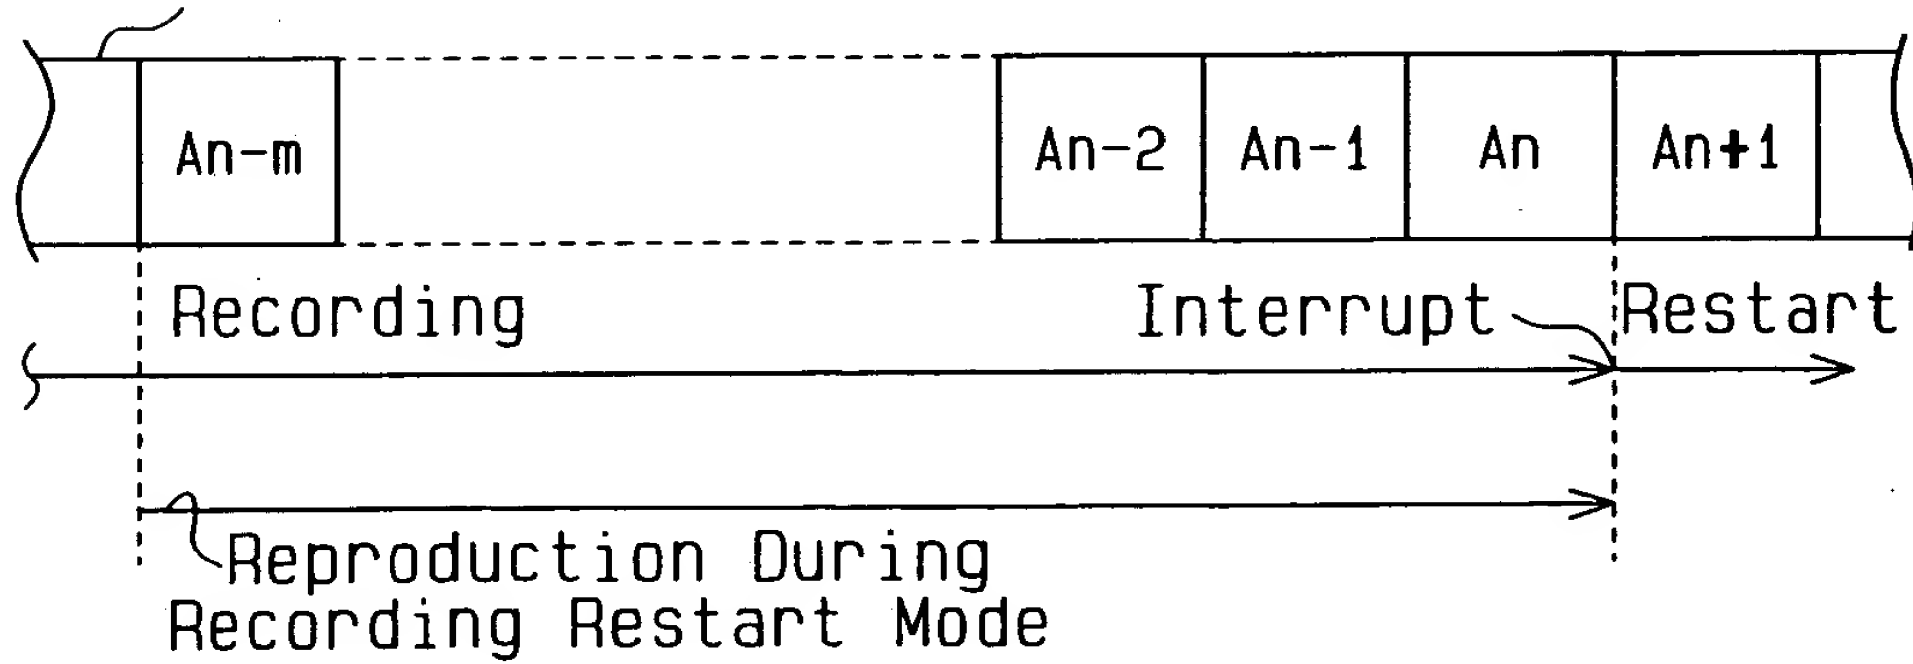 An-m An-2 An-1 An An+1
Recording Interrupt Restart
Reproduction During
Recording Restart Mode